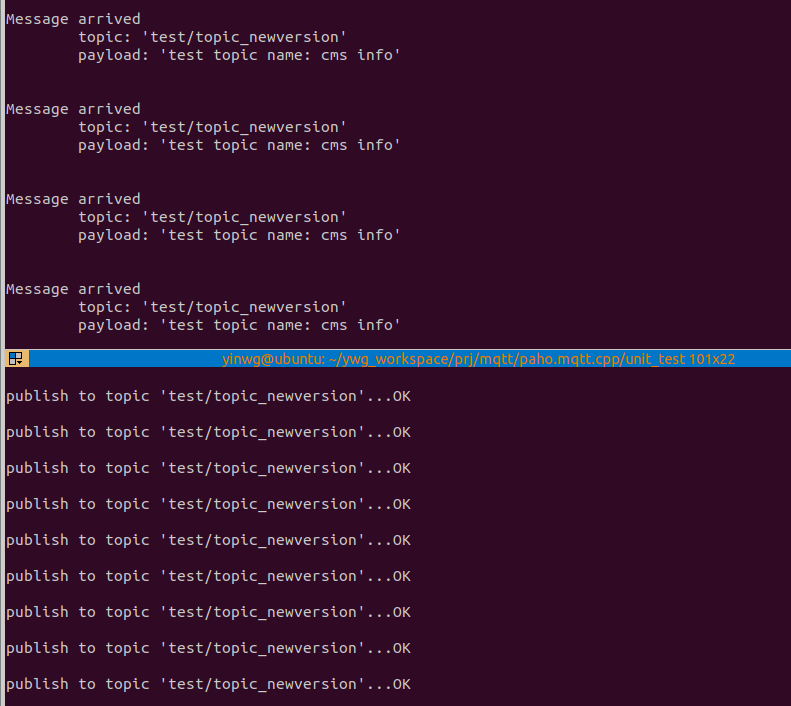 Message arrived
topic: 'test/topic_newversion'
payload: 'test topic name: cms info'
Message arrived
topic: 'test/topic_newversion'
payload: 'test topic name: cms info'
Message arrived
topic: 'test/topic_newversion'
payload: 'test topic name: cms info'
Message arrived
topic: 'test/topic_newversion'
payload: 'test topic name: cms info'
yinwg@ubuntu: ~/ywg_workspace/prj/mqtt/paho.mqtt.cpp/unit_test 101x22
publish to topic 'test/topic_newversion'...OK
publish to topic 'test/topic_newversion'...OK
publish to topic 'test/topic_newversion'...OK
publish to topic 'test/topic_newversion'...OK
publish to topic 'test/topic_newversion'...OK
publish to topic 'test/topic_newversion'...OK
publish to topic 'test/topic_newversion'...OK
publish to topic 'test/topic_newversion'...OK
publish to topic 'test/topic_newversion'...OK